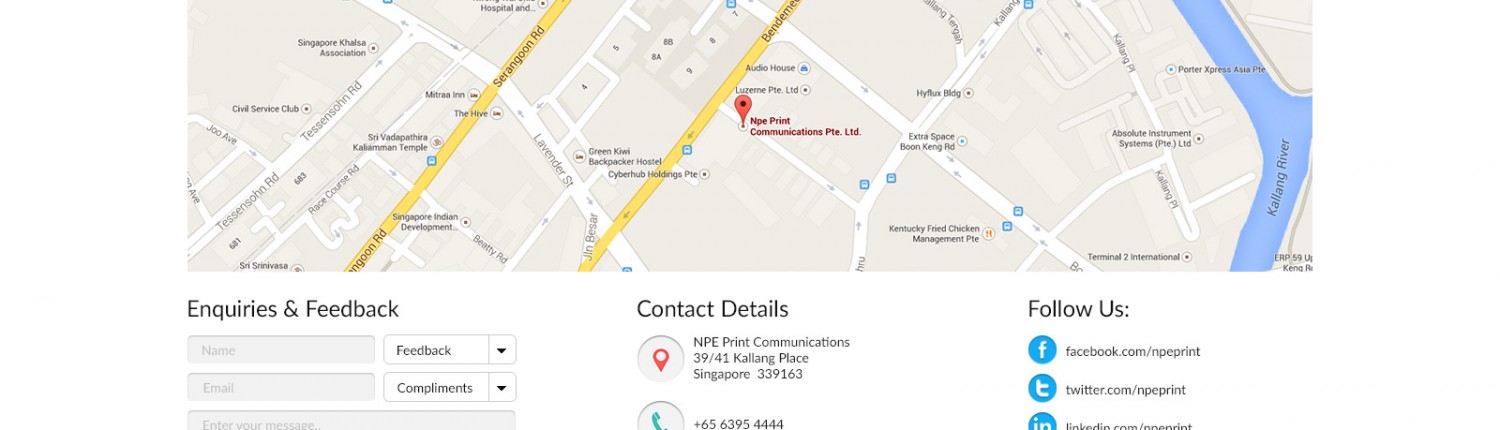 Kwong Wai Shiu
Hospital and...
Singapore Khalsa
Association
Serangoon Rd
Bendemeer
7
8
8B
8A
9
5
4
Kallang Tengah
Kallang Pl
Audio House
Luzerne Pte. Ltd
Porter Xpress Asia Pte
Mitraa Inn
The Hive
Civil Service Club
Tessensohn Rd
Joo Ave
Npe Print
Communications Pte. Ltd.
Hyflux Bldg
Sri Vadapathira
Kaliamman Temple
Lavender St
Green Kiwi
Backpacker Hostel
Cyberhub Holdings Pte
Extra Space
Boon Keng Rd
Absolute Instrument
Systems (Pte.) Ltd
Kallang River
683
Race Course Rd
Tessensohn Rd
Kallang Pl
Singapore Indian
Development...
Beatty Rd
Jln Besar
681
Sri Srinivasa
angoon Rd
Kentucky Fried Chicken
Management Pte
Terminal 2 International
hru
Bo
ERP 59 Up
Keng R
Enquiries & Feedback
Name
Feedback
Email
Compliments
Enter your message..
Contact Details
NPE Print Communications
39/41 Kallang Place
Singapore 339163
+65 6395 4444
Follow Us:
facebook.com/npeprint
twitter.com/npeprint
linkedin.com/npeprint